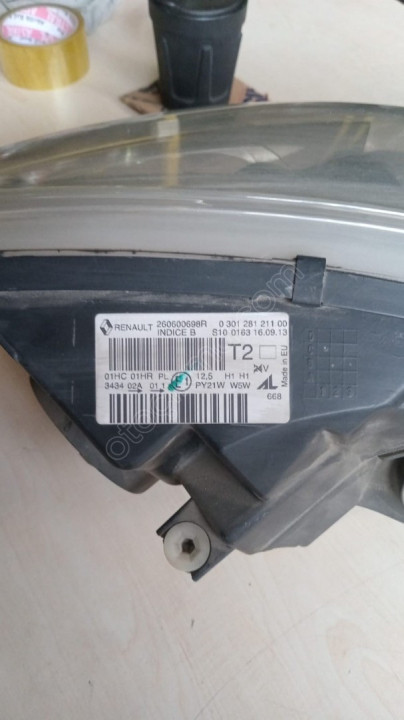 RENAULT 260600698R 0 301 281 211 00
INDICE B S10 0163 16.09.13
T2
01HC 01HR PL 12,5 H1 H1
3434 02A 01.1 PY21W W5W
V
AL
668
Made in EU